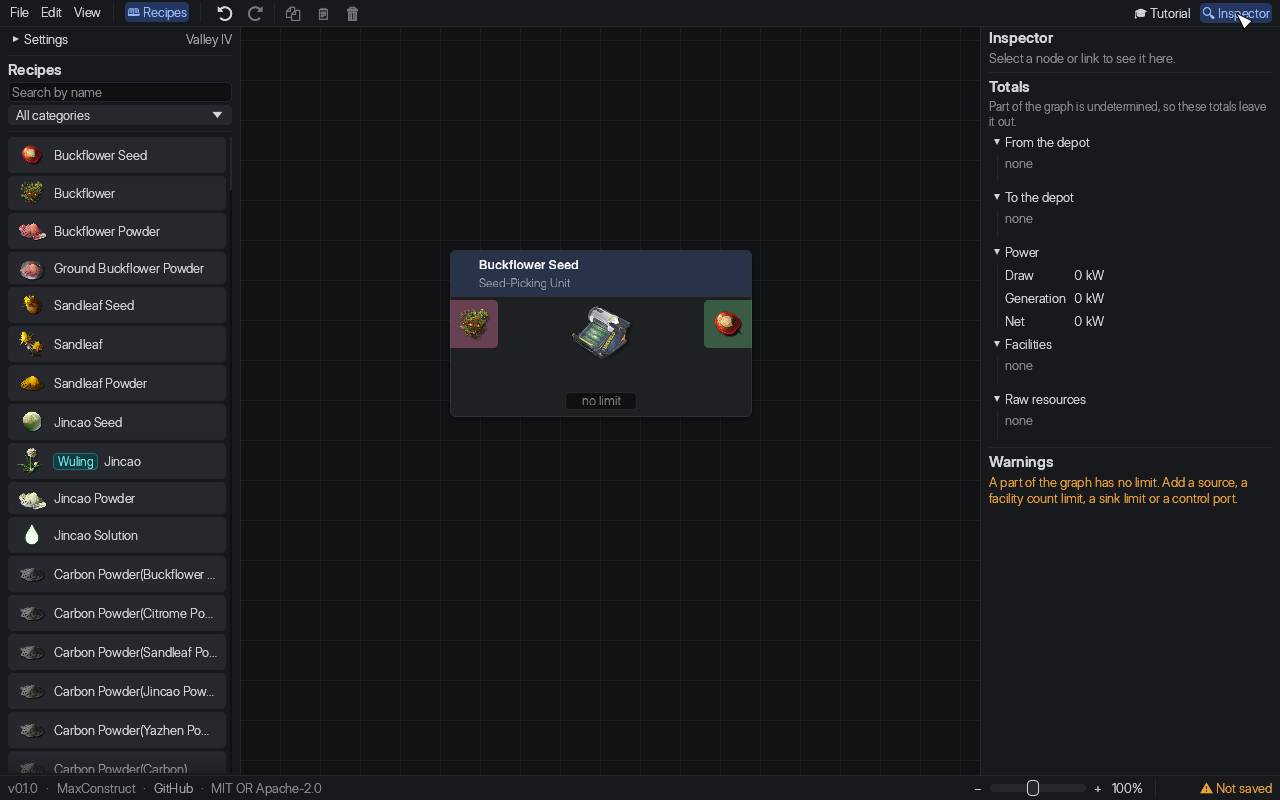 File Edit View Recipes Tutorial Inspector
Settings Valley IV
Recipes
Search by name
All categories
Buckflower Seed
Buckflower
Buckflower Powder
Ground Buckflower Powder
Sandleaf Seed
Sandleaf
Sandleaf Powder
Jincao Seed
Wuling Jincao
Jincao Powder
Jincao Solution
Carbon Powder(Buckflower ...
Carbon Powder(Citrome Po...
Carbon Powder(Sandleaf Po...
Carbon Powder(Jincao Pow...
Carbon Powder(Yazhen Po...
Carbon Powder(Carbon)
Buckflower Seed
Seed-Picking Unit
no limit
Inspector
Select a node or link to see it here.
Totals
Part of the graph is undetermined, so these totals leave
it out.
From the depot
none
To the depot
none
Power
Draw 0 kW
Generation 0 kW
Net 0 kW
Facilities
none
Raw resources
none
Warnings
A part of the graph has no limit. Add a source, a
facility count limit, a sink limit or a control port.
v0.1.0 · MaxConstruct · GitHub · MIT OR Apache-2.0
− + 100% Not saved